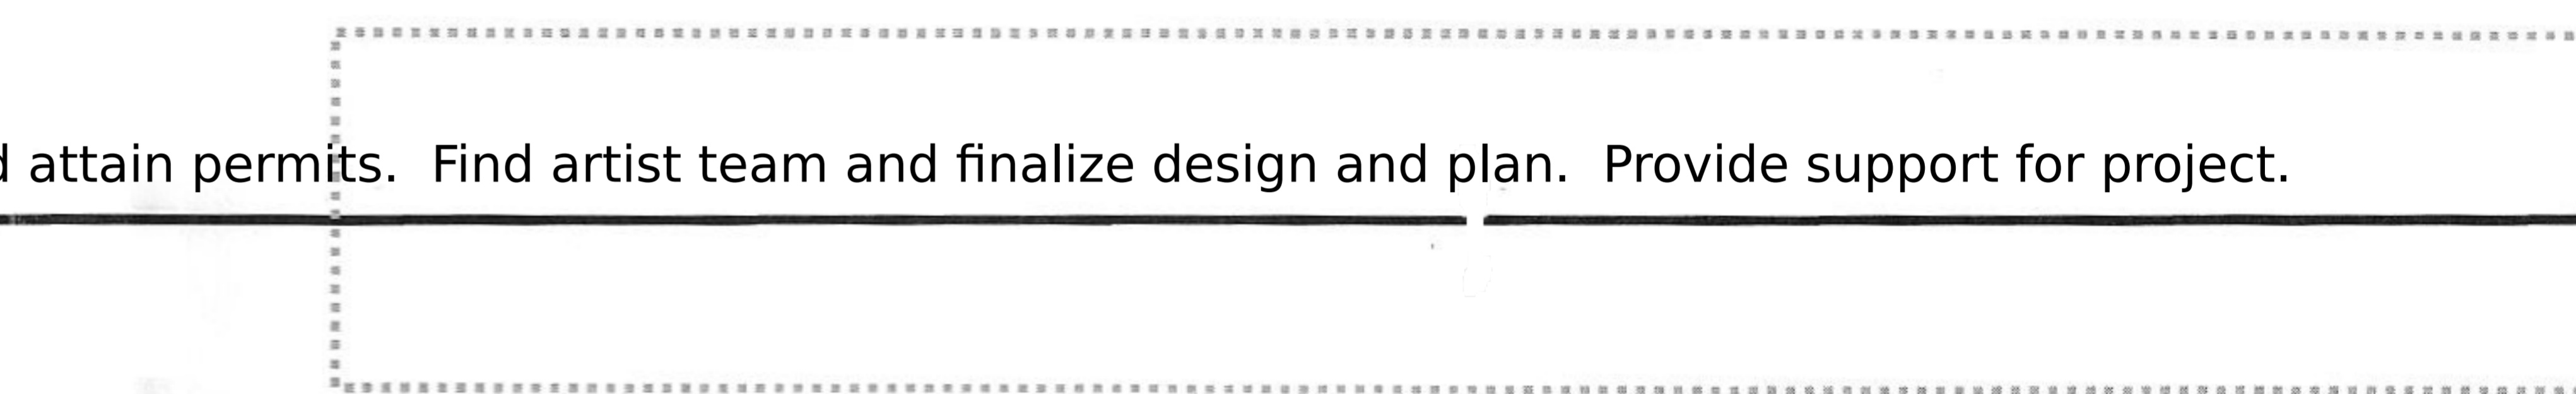 attain permits.  Find artist team and finalize design and plan.  Provide support for project.